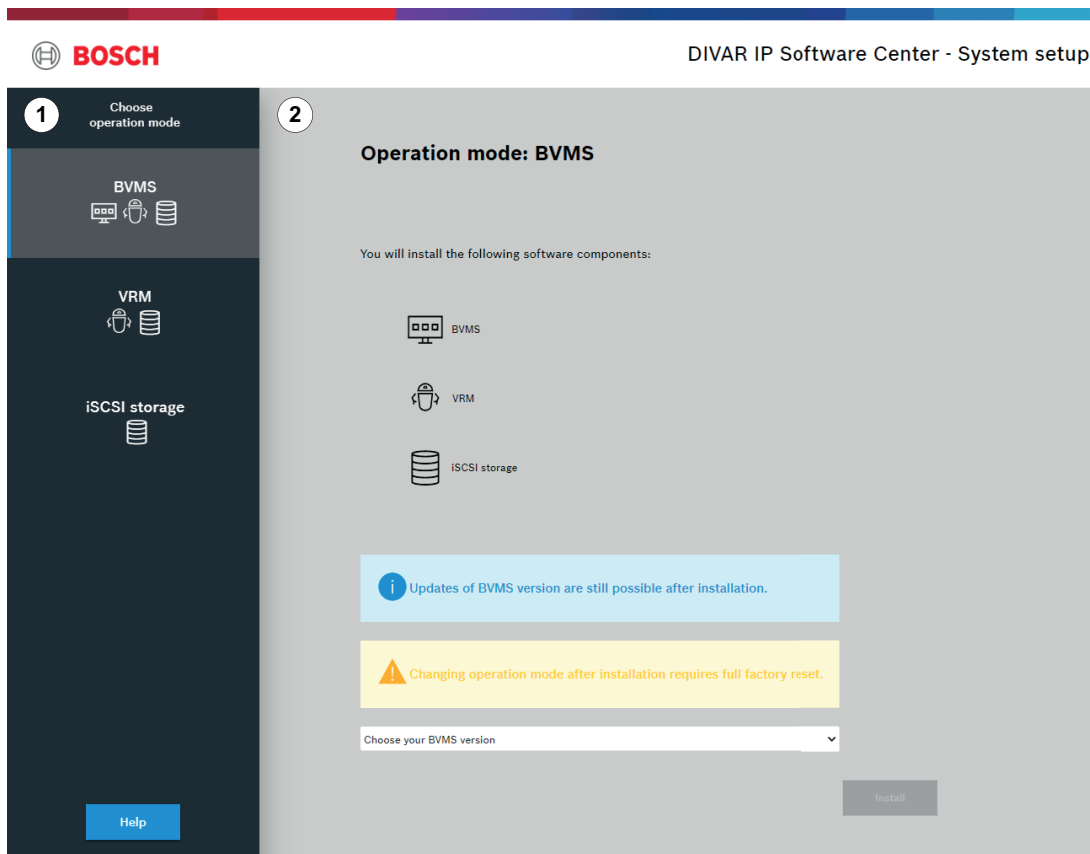 BOSCH
DIVAR IP Software Center - System setup
1
Choose
operation mode
BVMS
VRM
iSCSI storage
Help
2
Operation mode: BVMS
You will install the following software components:
BVMS
VRM
iSCSI storage
Updates of BVMS version are still possible after installation.
Changing operation mode after installation requires full factory reset.
Choose your BVMS version
Install